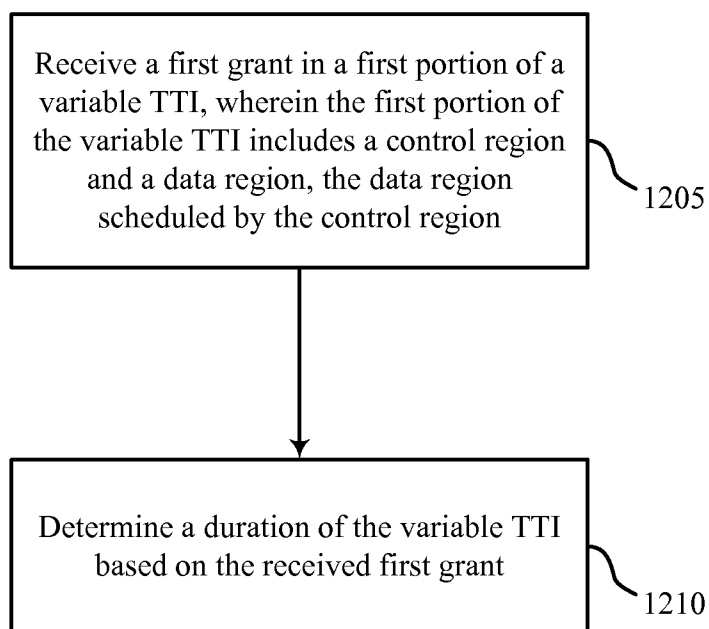 Receive a first grant in a first portion of a
variable TTI, wherein the first portion of
the variable TTI includes a control region
and a data region, the data region
scheduled by the control region
1205
Determine a duration of the variable TTI
based on the received first grant
1210